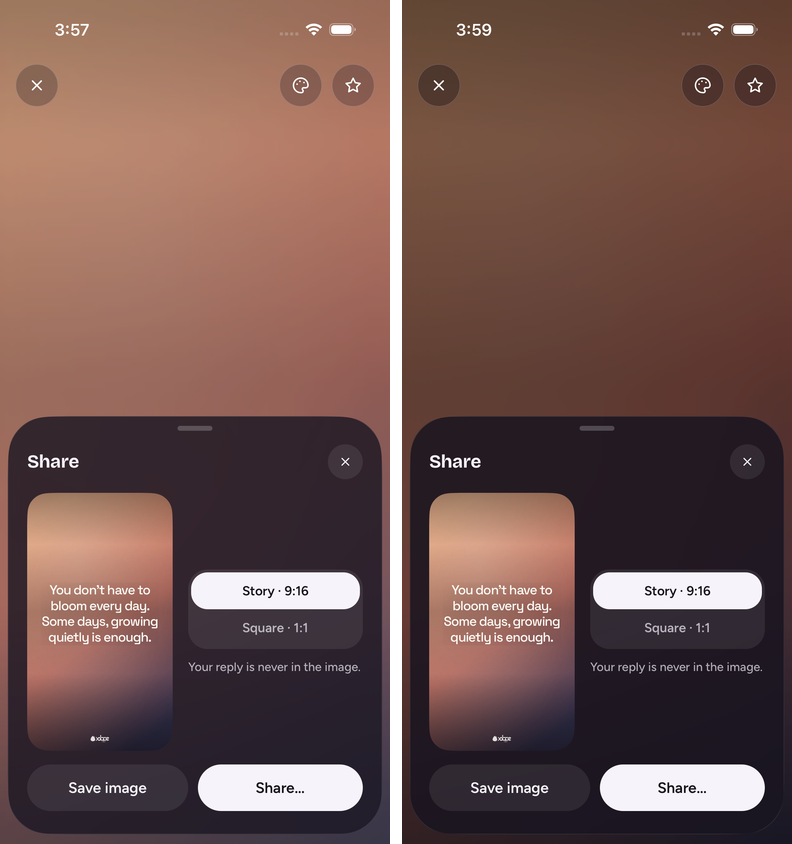 3:57
Share
You don't have to
bloom every day.
Some days, growing
quietly is enough.
Story · 9:16
Square · 1:1
Your reply is never in the image.
Save image
Share...
3:59
Share
You don't have to
bloom every day.
Some days, growing
quietly is enough.
Story · 9:16
Square · 1:1
Your reply is never in the image.
Save image
Share...